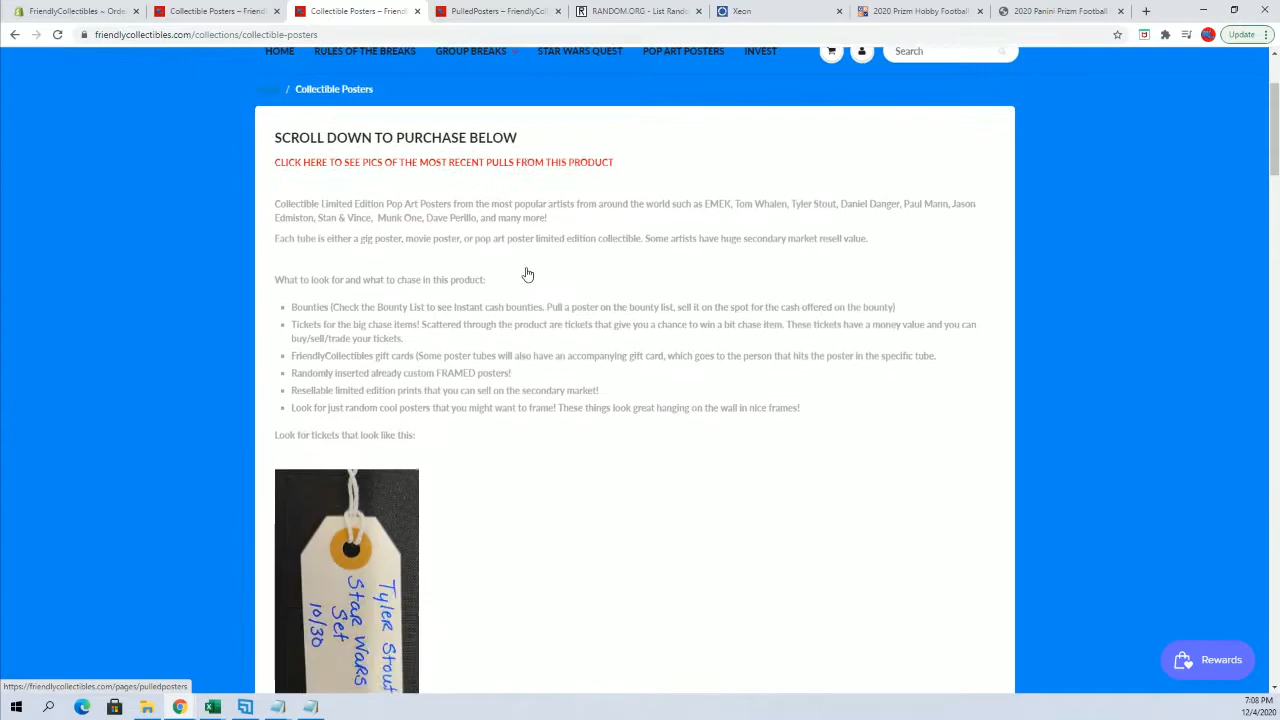 FriendlyCollectibles ~ Orde
Collectible Posters – Friendly
PulledPosters – FriendlyColl
RANDOM.ORG - List Rando
Xeon
2020 Prizm Hobby Football
2020 Panini Prizm Football
friendlycollectibles.com/collections/collectible-posters
Update
HOME RULES OF THE BREAKS GROUP BREAKS STAR WARS QUEST POP ART POSTERS INVEST Search
/ Collectible Posters
SCROLL DOWN TO PURCHASE BELOW
CLICK HERE TO SEE PICS OF THE MOST RECENT PULLS FROM THIS PRODUCT
Collectible Limited Edition Pop Art Posters from the most popular artists from around the world such as EMEK, Tom Whalen, Tyler Stout, Daniel Danger, Paul Mann, Jason
Edmiston, Stan & Vince, Munk One, Dave Perillo, and many more!
Each tube is either a gig poster, movie poster, or pop art poster limited edition collectible. Some artists have huge secondary market resell value.
What to look for and what to chase in this product:
Bounties (Check the Bounty List to see Instant cash bounties. Pull a poster on the bounty list, sell it on the spot for the cash offered on the bounty)
Tickets for the big chase items! Scattered through the product are tickets that give you a chance to win a bit chase item. These tickets have a money value and you can
buy/sell/trade your tickets.
FriendlyCollectibles gift cards (Some poster tubes will also have an accompanying gift card, which goes to the person that hits the poster in the specific tube.
Randomly inserted already custom FRAMED posters!
Resellable limited edition prints that you can sell on the secondary market!
Look for just random cool posters that you might want to frame! These things look great hanging on the wall in nice frames!
Look for tickets that look like this:
Tyler Stout
Star Wars
Set
10/30
Rewards
https://friendlycollectibles.com/pages/pulledposters
7:08 PM
12/4/2020